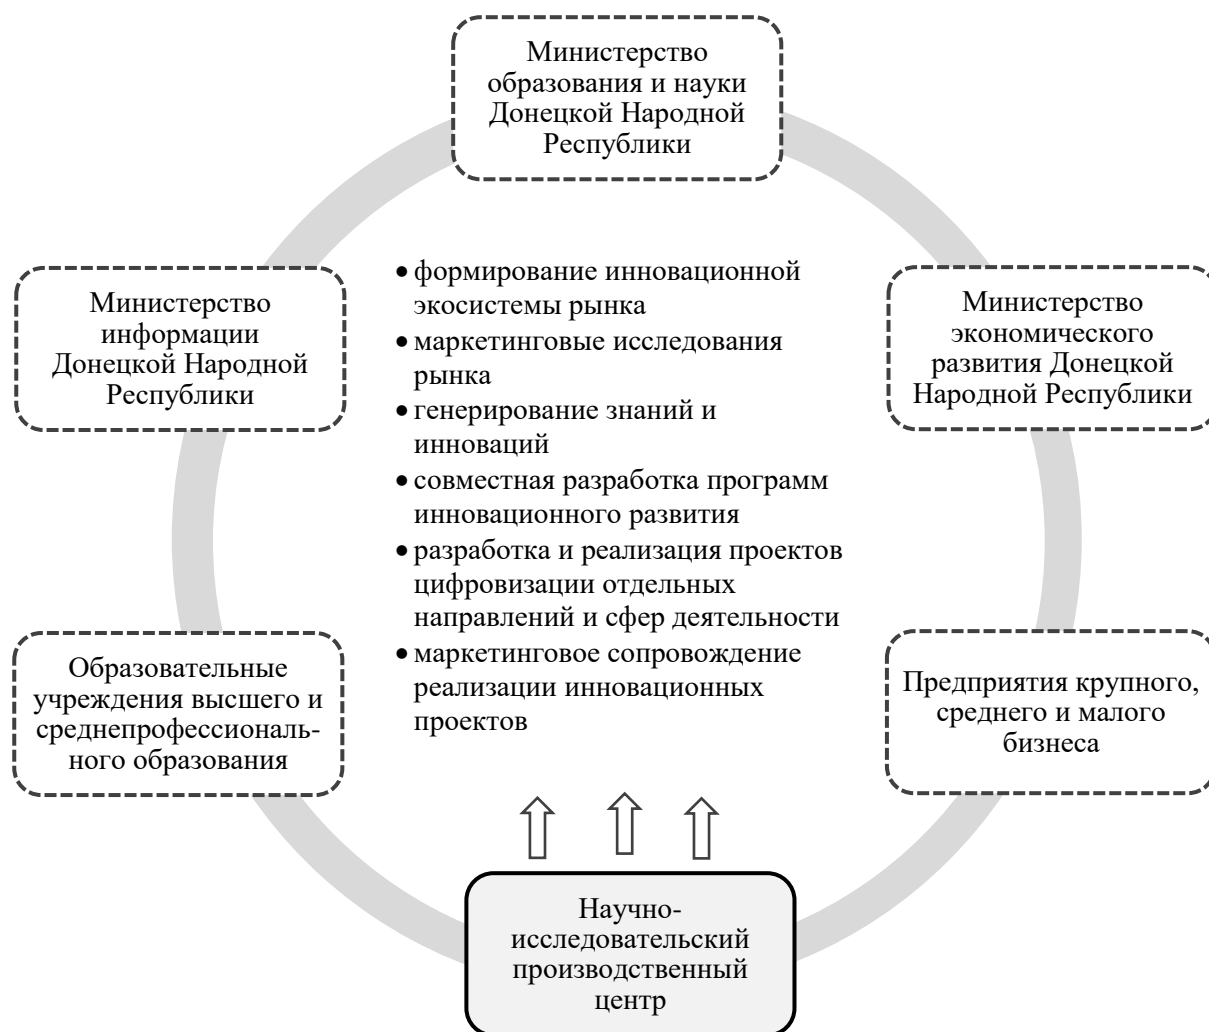 Министерство
образования и науки
Донецкой Народной
Республики
Министерство
информации
Донецкой Народной
Республики
• формирование инновационной
экосистемы рынка
• маркетинговые исследования
рынка
• генерирование знаний и
инноваций
• совместная разработка программ
инновационного развития
• разработка и реализация проектов
цифровизации отдельных
направлений и сфер деятельности
• маркетинговое сопровождение
реализации инновационных
проектов
Министерство
экономического
развития Донецкой
Народной Республики
Образовательные
учреждения высшего и
среднепрофессиональ-
ного образования
Предприятия крупного,
среднего и малого
бизнеса
Научно-
исследовательский
производственный
центр